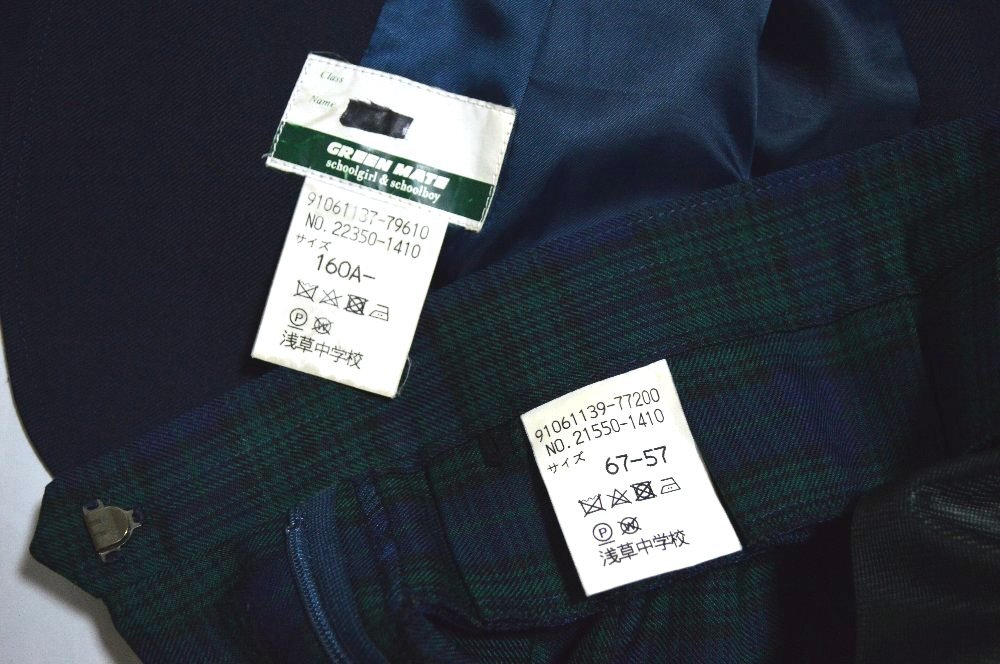 Class
Name
GREEN MATE
schoolgirl & schoolboy
91061137-79610
NO.22350-1410
サイズ
160A-
P
W
浅草中学校
91061139-77200
NO.21550-1410
サイズ
67-57
P
W
浅草中学校